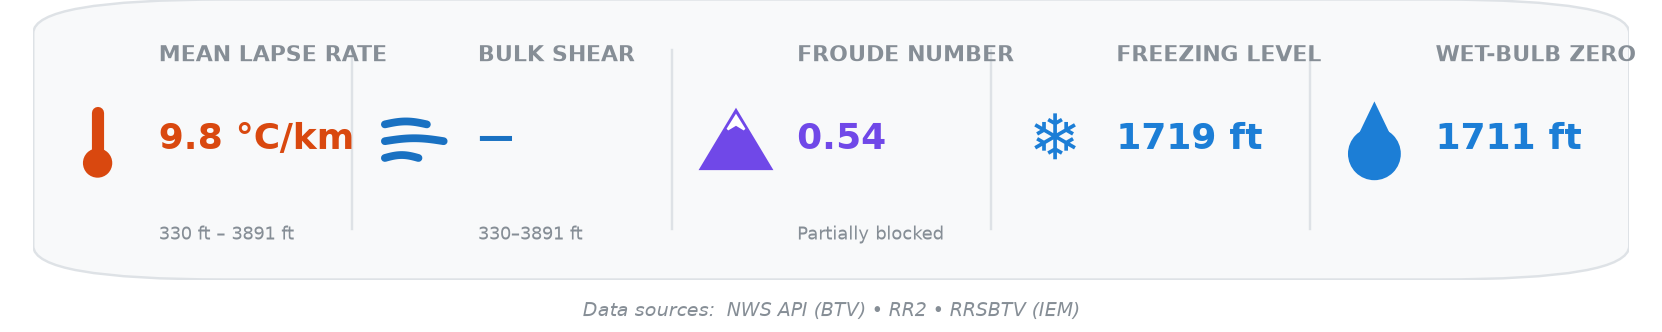 MEAN LAPSE RATE
9.8 °C/km
330 ft – 3891 ft
BULK SHEAR
—
330–3891 ft
FROUDE NUMBER
0.54
Partially blocked
FREEZING LEVEL
1719 ft
WET-BULB ZERO
1711 ft
Data sources:  NWS API (BTV) • RR2 • RRSBTV (IEM)